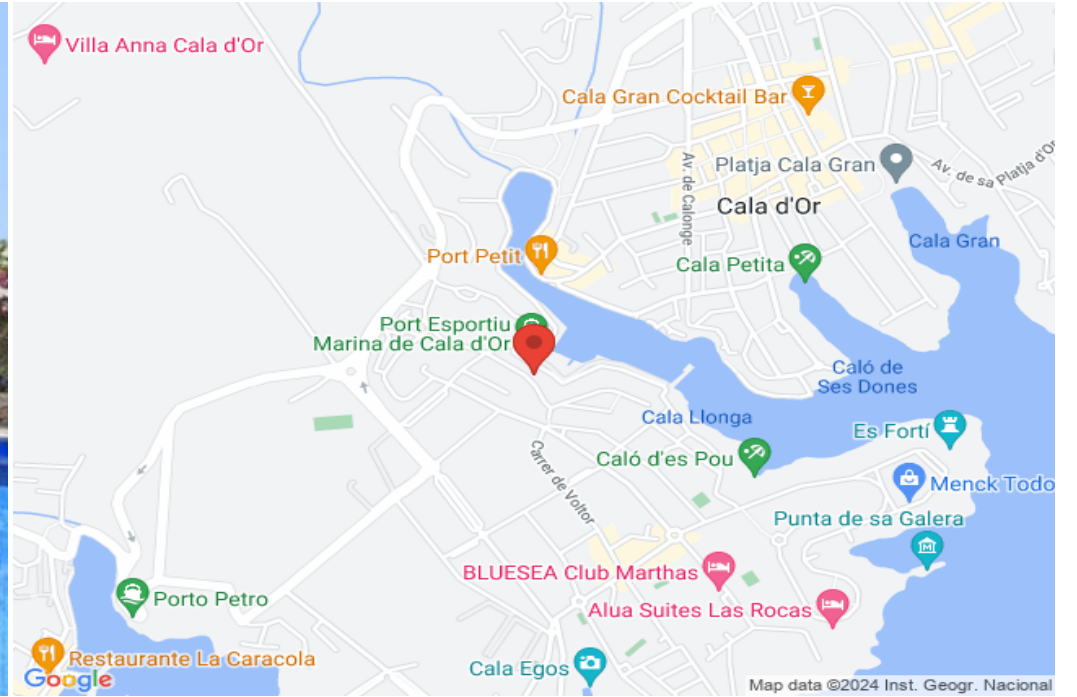 Villa Anna Cala d'Or
Cala Gran Cocktail Bar
Platja Cala Gran
Av. de sa Platja d'Or
Av. de Calonge
Cala d'Or
Cala Gran
Port Petit
Cala Petita
Port Esportiu
Marina de Cala d'Or
Caló de
Ses Dones
Cala Llonga
Es Fortí
Carrer de Voltor
Caló d'es Pou
Menck Todo
Punta de sa Galera
BLUESEA Club Marthas
Alua Suites Las Rocas
Porto Petro
Restaurante La Caracola
Cala Egos
Google
Map data ©2024 Inst. Geogr. Nacional